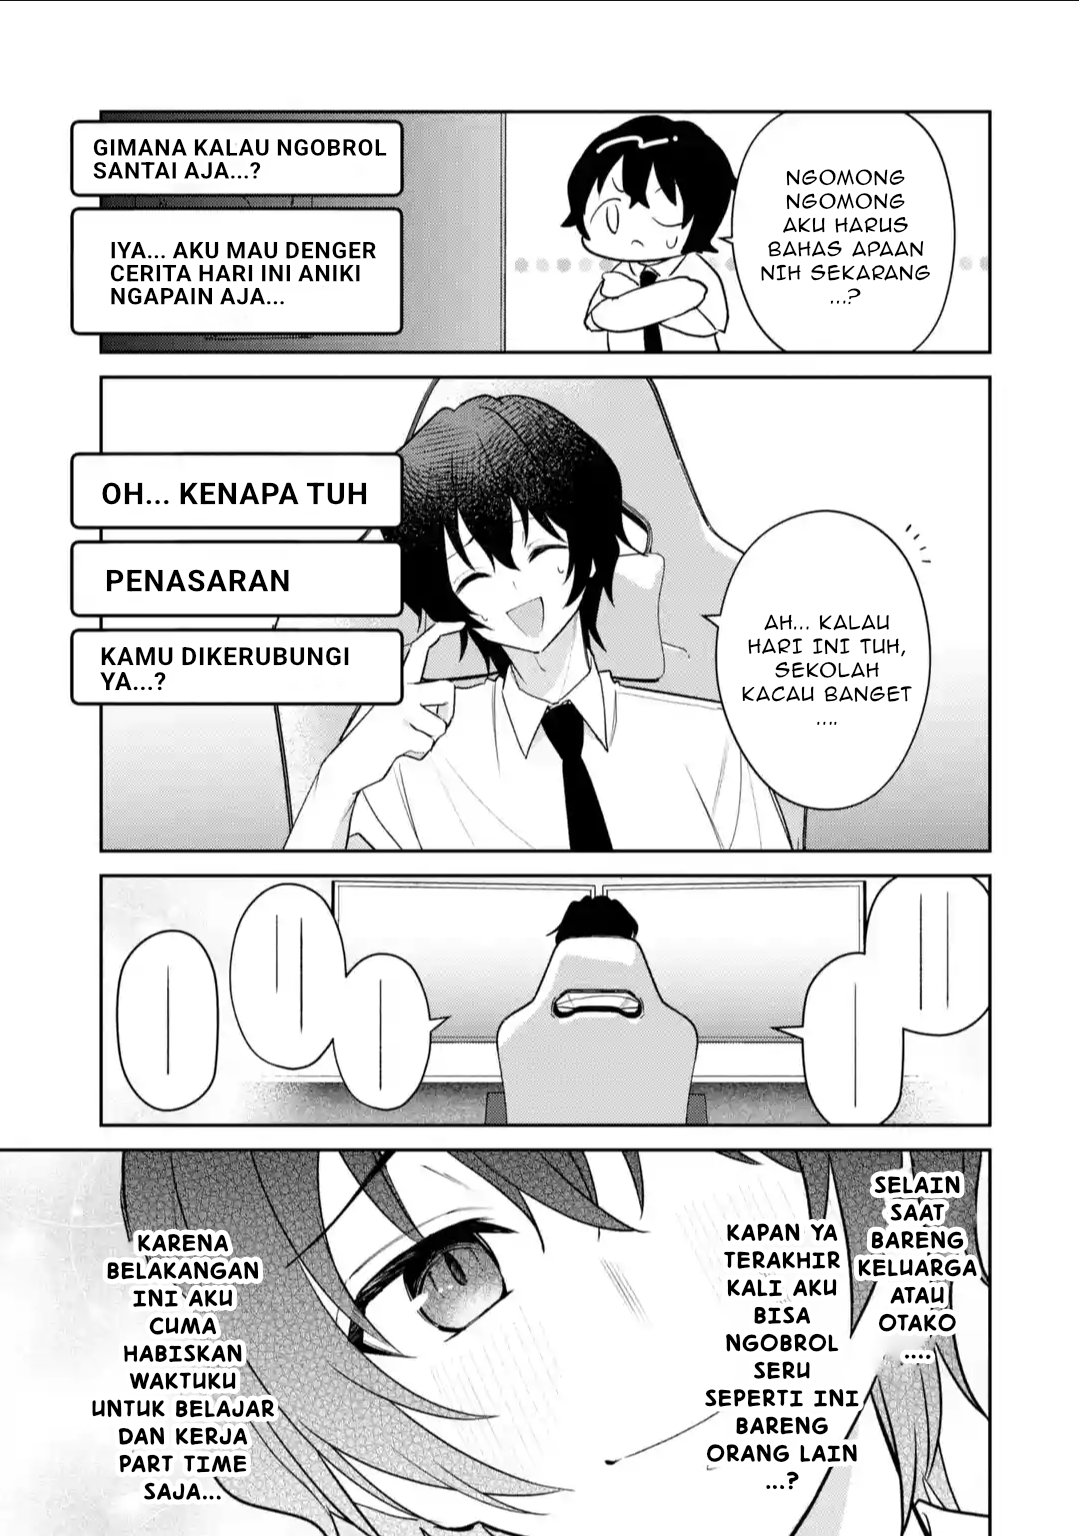 NGOMONG
NGOMONG
AKU HARUS
BAHAS APAAN
NIH SEKARANG
...?
GIMANA KALAU NGOBROL
SANTAI AJA...?
IYA... AKU MAU DENGER
CERITA HARI INI ANIKI
NGAPAIN AJA...
AH... KALAU
HARI INI TUH,
SEKOLAH
KACAU BANGET
....
OH... KENAPA TUH
PENASARAN
KAMU DIKERUBUNGI
YA...?
SELAIN
SAAT
BARENG
KELUARGA
ATAU
OTAKO
....
KAPAN YA
TERAKHIR
KALI AKU
BISA
NGOBROL
SERU
SEPERTI INI
BARENG
ORANG LAIN
...?
KARENA
BELAKANGAN
INI AKU
CUMA
HABISKAN
WAKTUKU
UNTUK BELAJAR
DAN KERJA
PART TIME
SAJA...